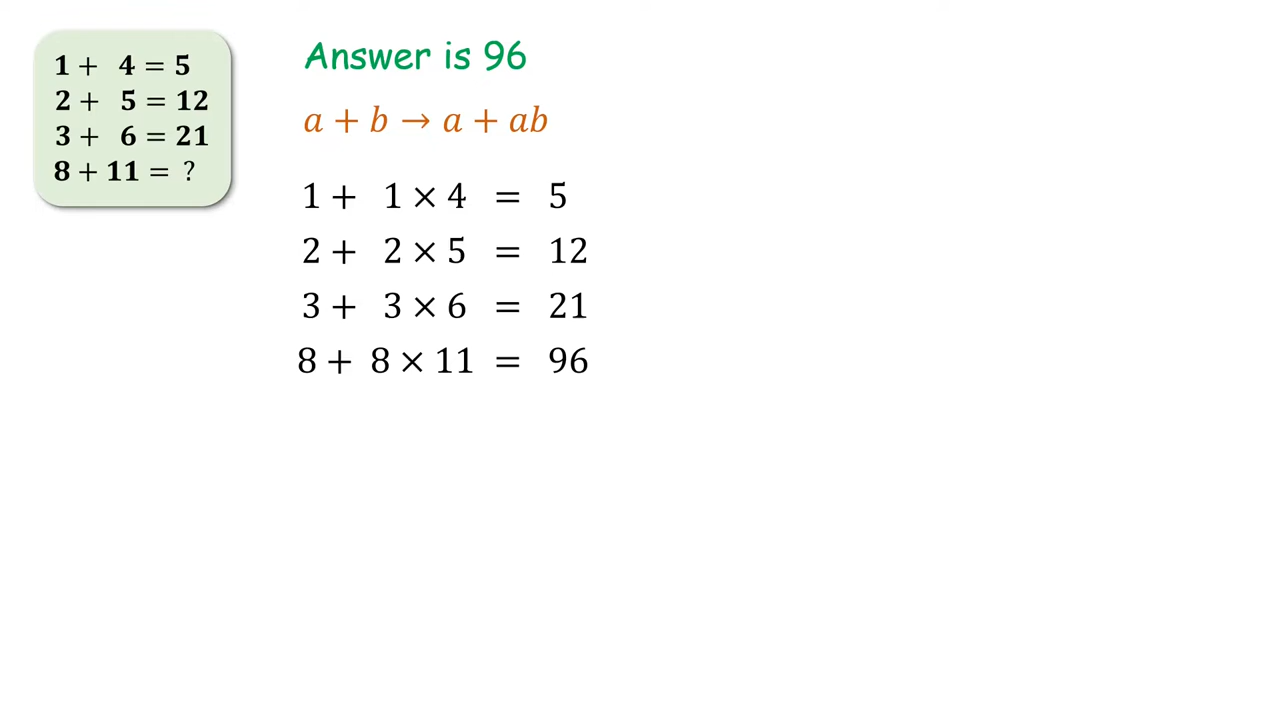 1 + 4 = 5
2 + 5 = 12
3 + 6 = 21
8 + 11 = ?
Answer is 96
a + b → a + ab
1 + 1 × 4 = 5
2 + 2 × 5 = 12
3 + 3 × 6 = 21
8 + 8 × 11 = 96